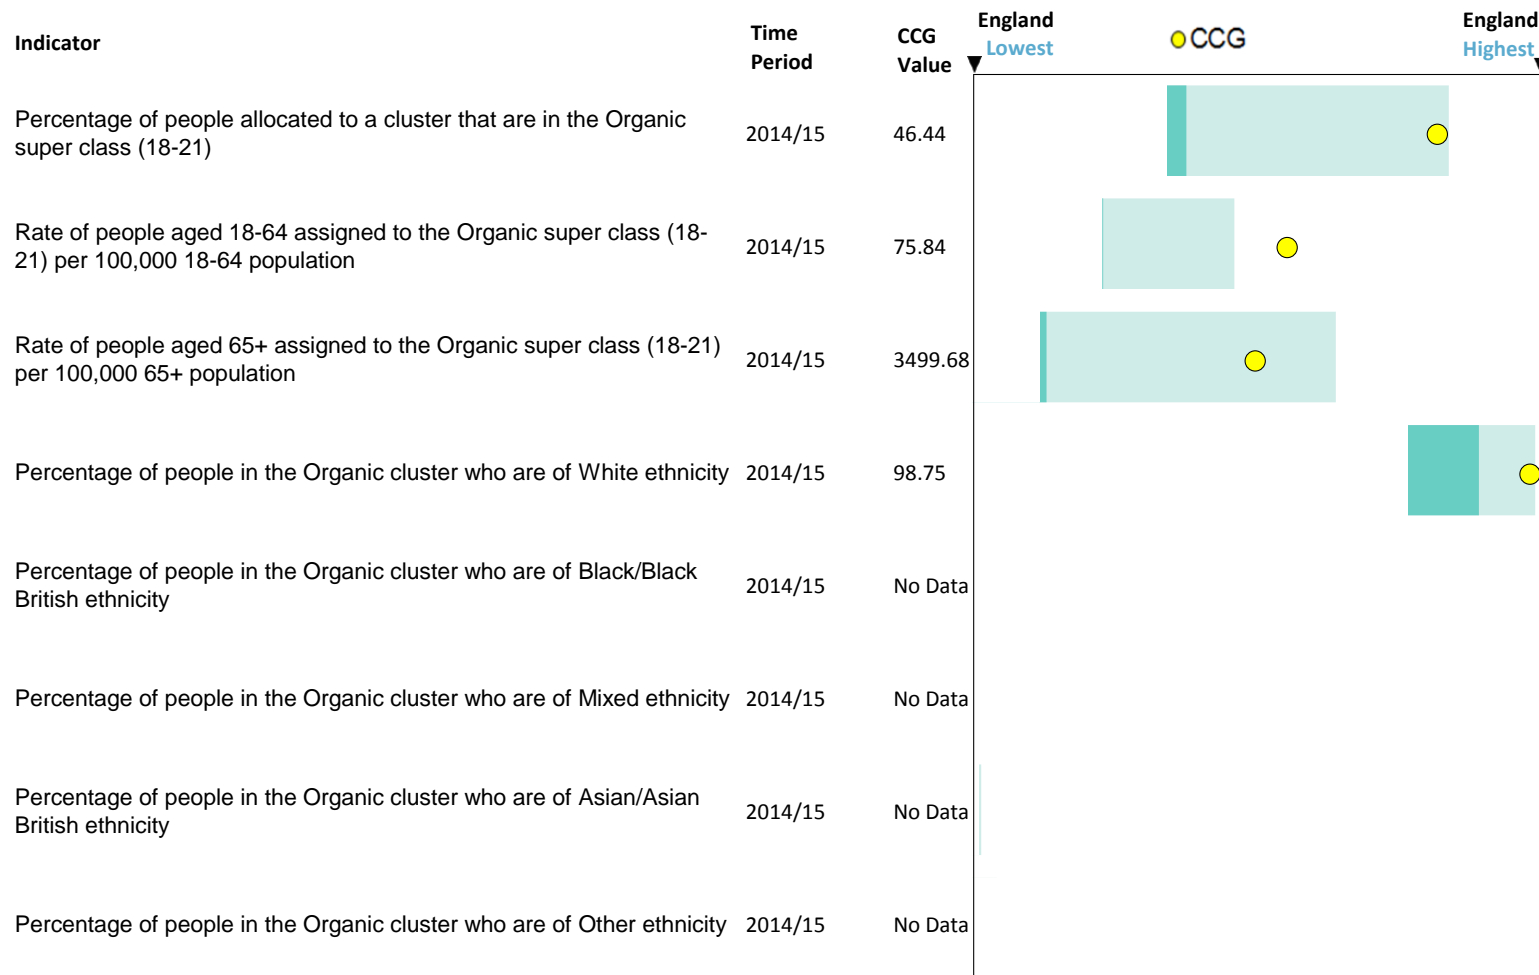 Indicator
Time
Period
CCG
Value
England
Lowest
CCG
England
Highest
Percentage of people allocated to a cluster that are in the Organic
super class (18-21)
2014/15
46.44
Rate of people aged 18-64 assigned to the Organic super class (18-
21) per 100,000 18-64 population
2014/15
75.84
Rate of people aged 65+ assigned to the Organic super class (18-21)
per 100,000 65+ population
2014/15
3499.68
Percentage of people in the Organic cluster who are of White ethnicity
2014/15
98.75
Percentage of people in the Organic cluster who are of Black/Black
British ethnicity
2014/15
No Data
Percentage of people in the Organic cluster who are of Mixed ethnicity
2014/15
No Data
Percentage of people in the Organic cluster who are of Asian/Asian
British ethnicity
2014/15
No Data
Percentage of people in the Organic cluster who are of Other ethnicity
2014/15
No Data